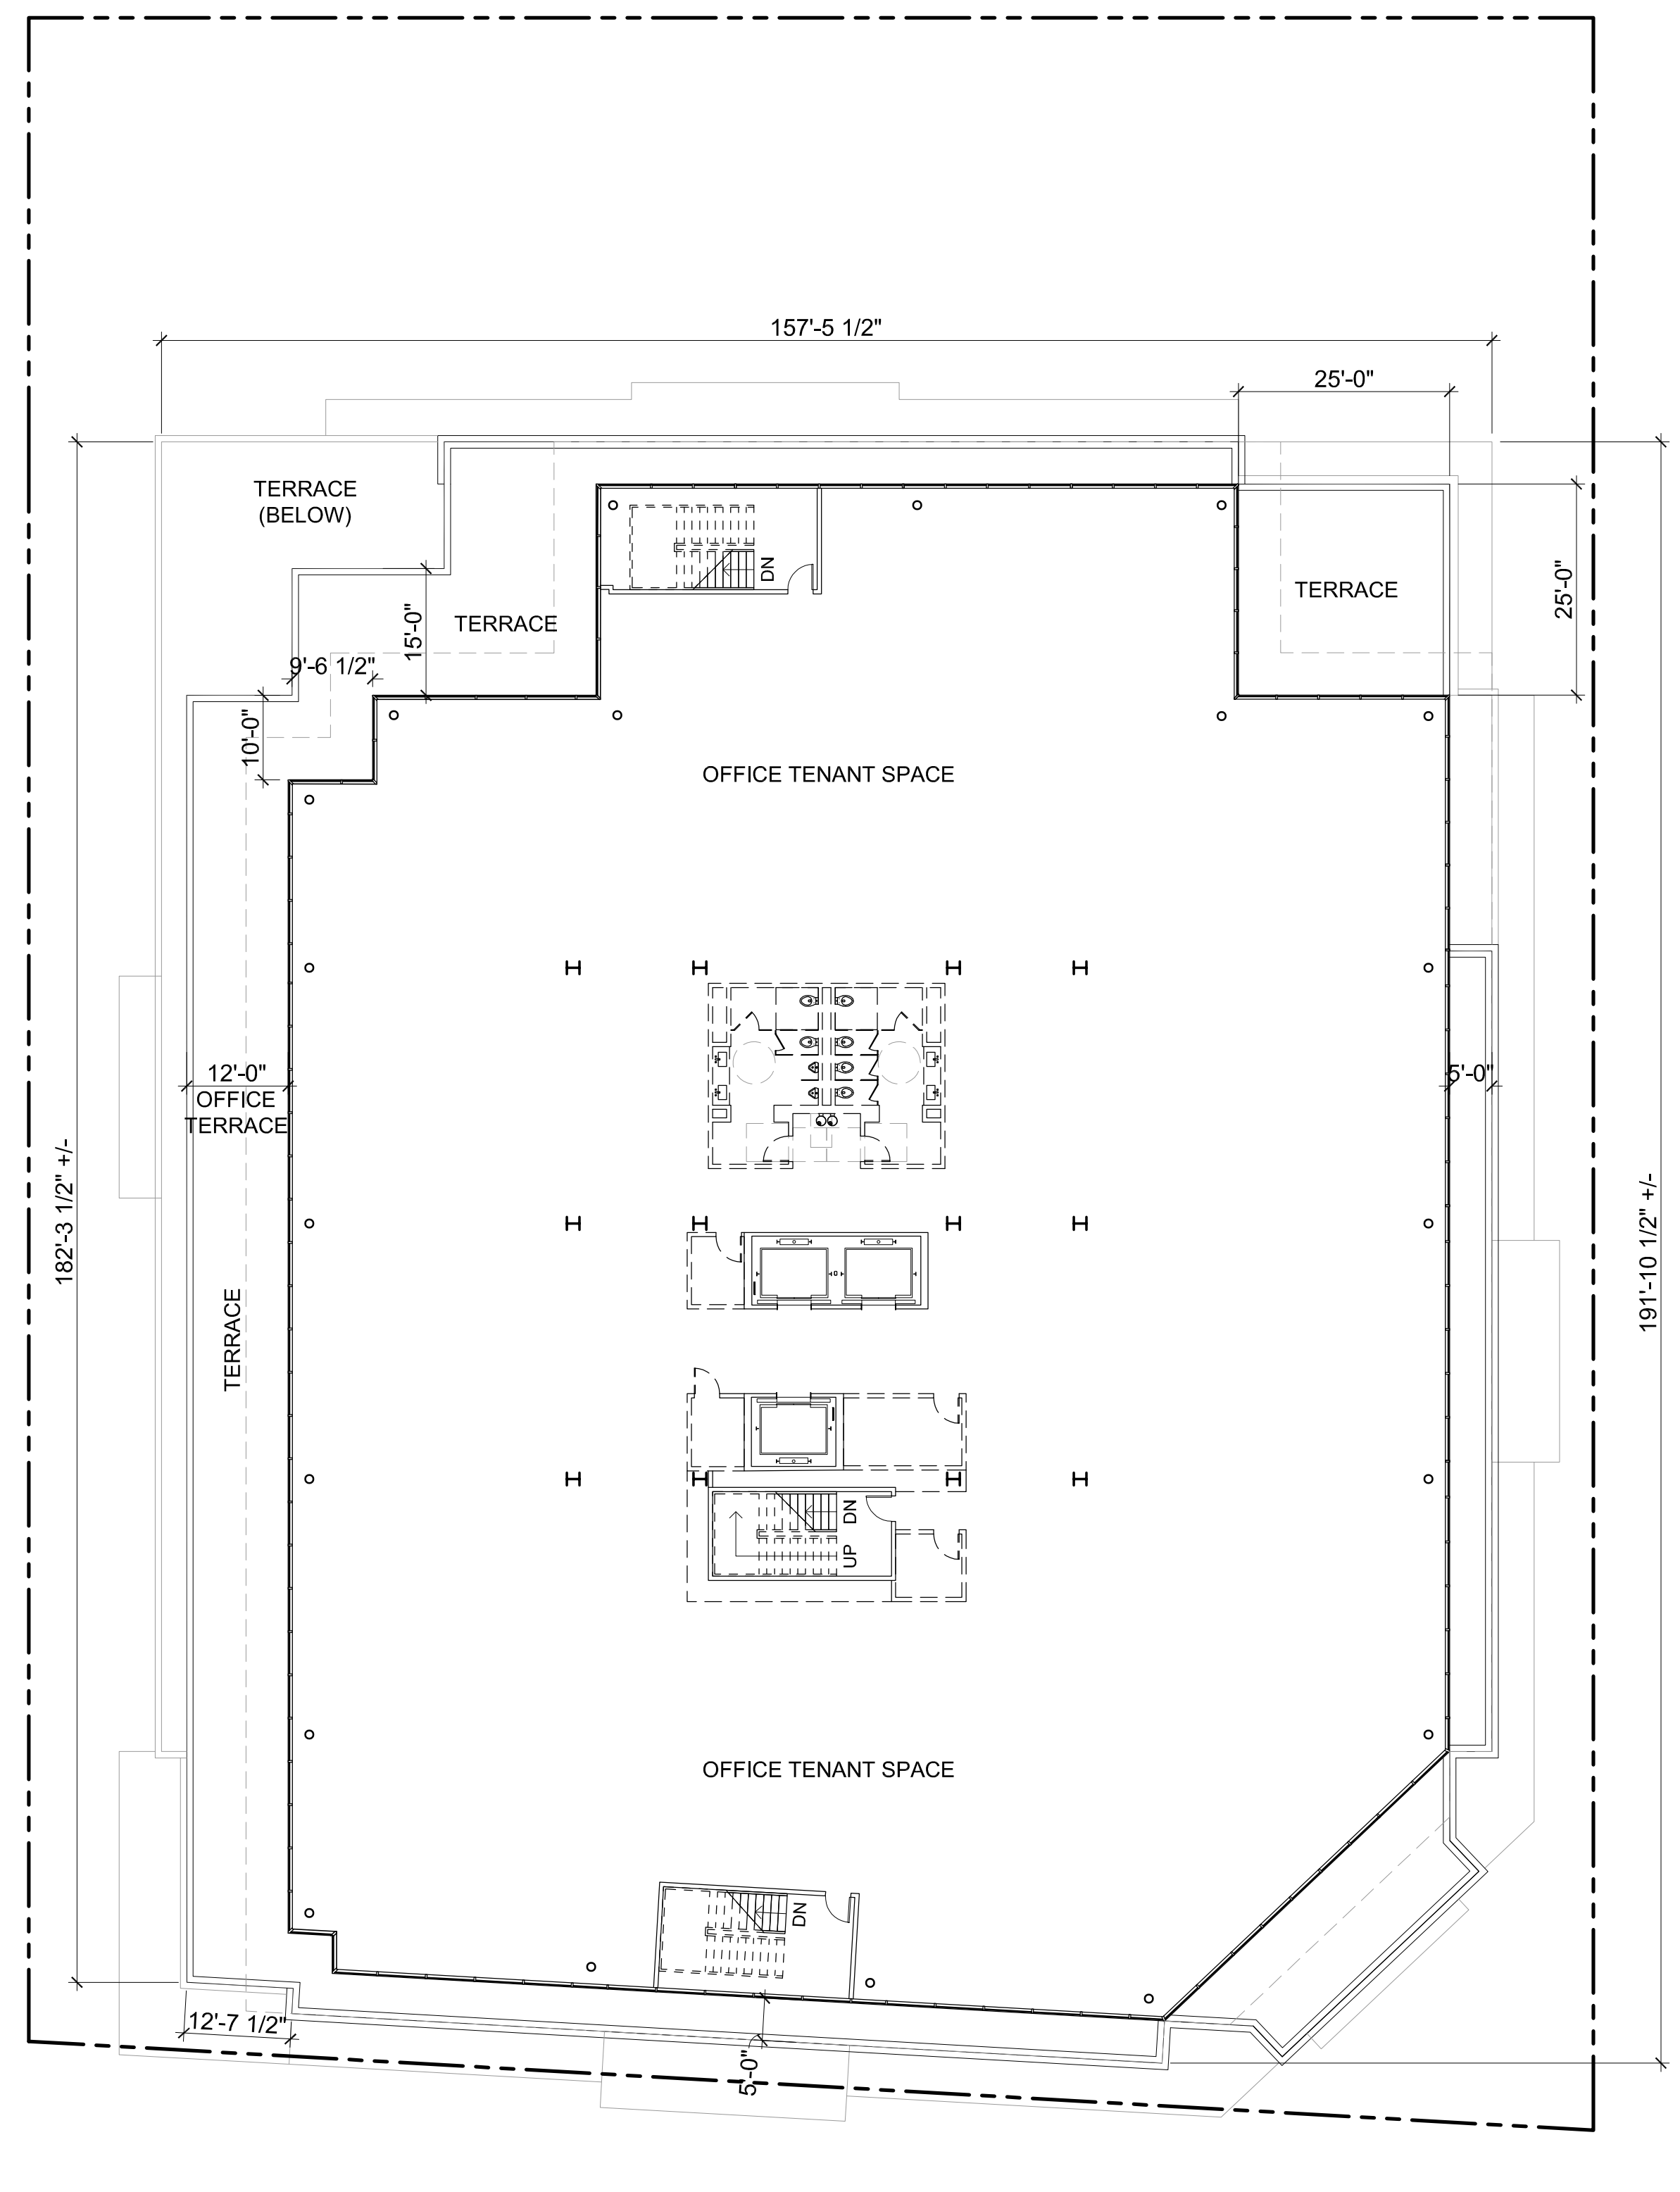 157'-5 1/2"
25'-0"
TERRACE
(BELOW)
DN
25'-0"
TERRACE
15'-0"
TERRACE
9'-6 1/2"
10'-0"
OFFICE TENANT SPACE
12'-0"
OFFICE
TERRACE
5'-0"
182'-3 1/2" +/-
191'-10 1/2" +/-
TERRACE
DN
UP
OFFICE TENANT SPACE
DN
12'-7 1/2"
5'-0"